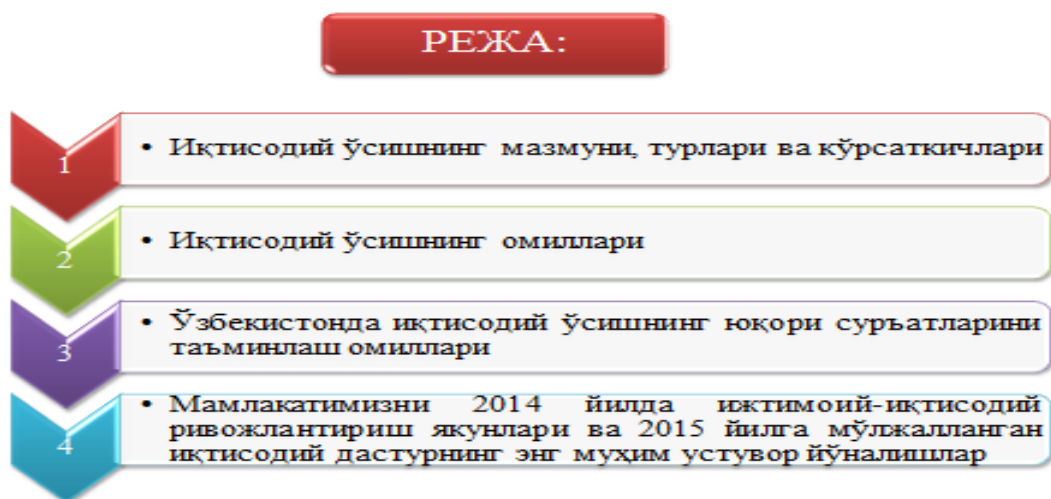 РЕЖА:
1
• Иқтисодий ўсишнинг мазмуни, турлари ва кўрсаткичлари
2
• Иқтисодий ўсишнинг омиллари
3
• Ўзбекистонда иқтисодий ўсишнинг юқори суръатларини
таъминлаш омиллари
4
• Мамлакатимизни 2014 йилда ижтимоий-иқтисодий
ривожлантириш якунлари ва 2015 йилга мўлжалланган
иқтисодий дастурнинг энг муҳим устувор йўналишлар